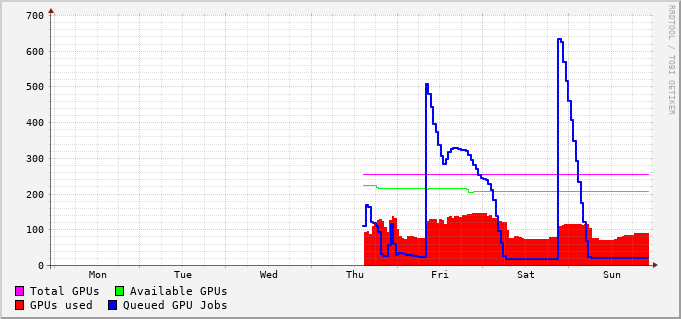 700
600
500
400
300
200
100
0
Mon Tue Wed Thu Fri Sat Sun
Total GPUs Available GPUs
GPUs used Queued GPU Jobs
RRDTOOL / TOBI OETIKER